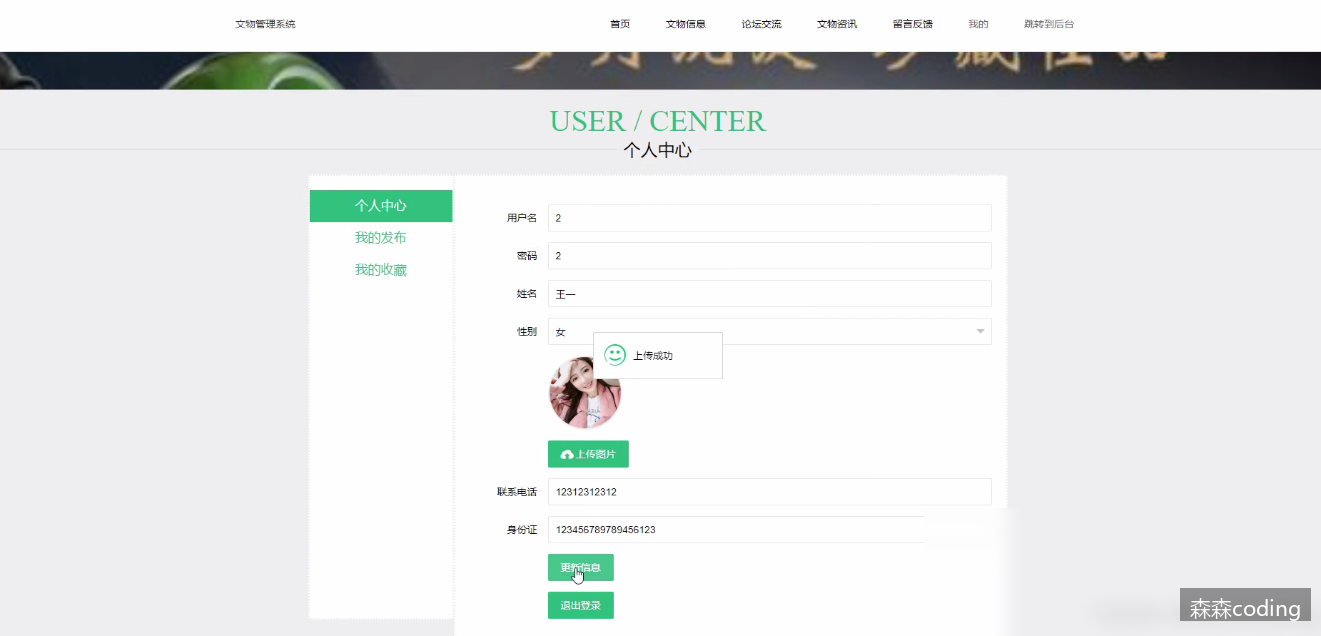 文物管理系统 首页 文物信息 论坛交流 文物资讯 留言反馈 我的 跳转到后台
USER / CENTER
个人中心
个人中心
我的发布
我的收藏
用户名 2
密码 2
姓名 王一
性别 女
上传成功
上传图片
联系电话 12312312312
身份证 123456789789456123
更新信息
退出登录
森森coding